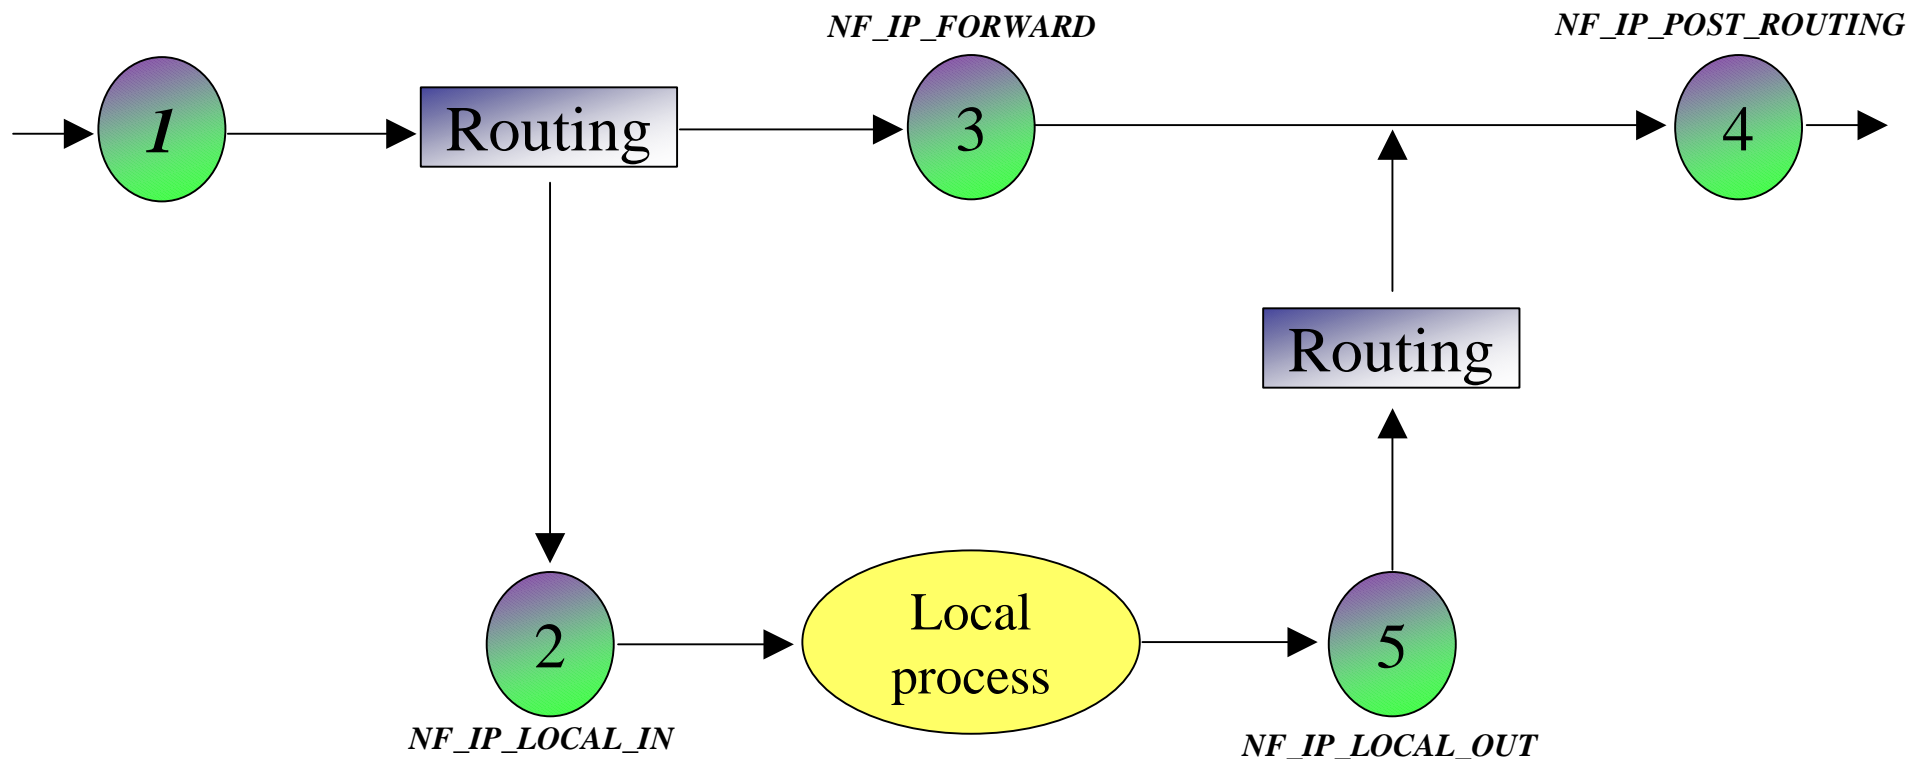 NF_IP_FORWARD
NF_IP_POST_ROUTING
1
Routing
3
4
Routing
2
Local
process
5
NF_IP_LOCAL_IN
NF_IP_LOCAL_OUT